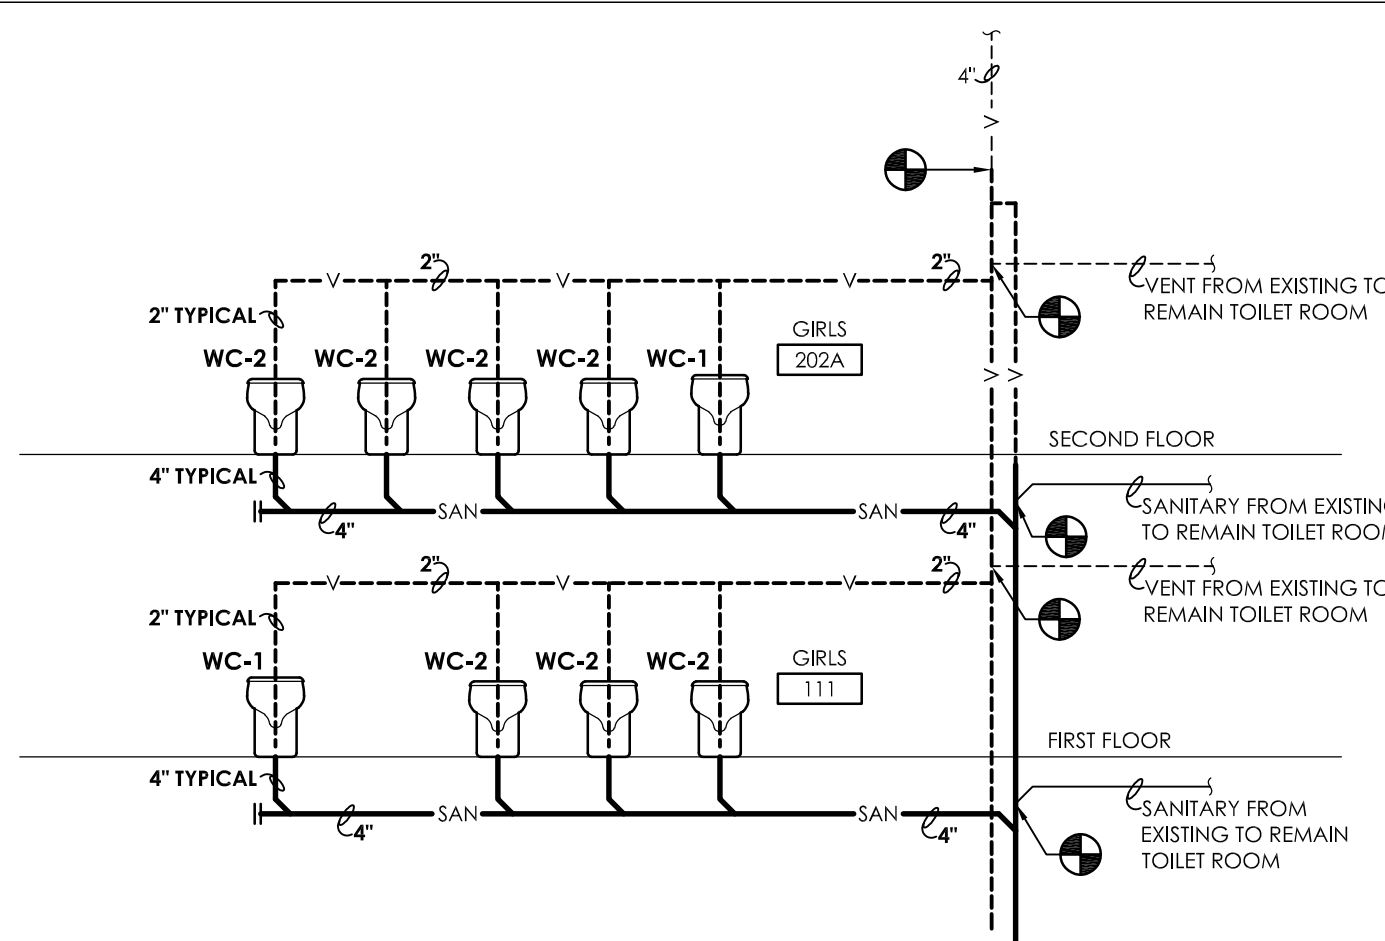 4"
V
2"
2"
V
V
V
VENT FROM EXISTING TO
REMAIN TOILET ROOM
2" TYPICAL
GIRLS
202A
WC-2
WC-2
WC-2
WC-2
WC-1
V
V
SECOND FLOOR
4" TYPICAL
SANITARY FROM EXISTING
TO REMAIN TOILET ROOM
SAN
SAN
4"
4"
2"
2"
V
V
V
VENT FROM EXISTING TO
REMAIN TOILET ROOM
2" TYPICAL
GIRLS
111
WC-1
WC-2
WC-2
WC-2
FIRST FLOOR
4" TYPICAL
SANITARY FROM
EXISTING TO REMAIN
TOILET ROOM
SAN
SAN
4"
4"